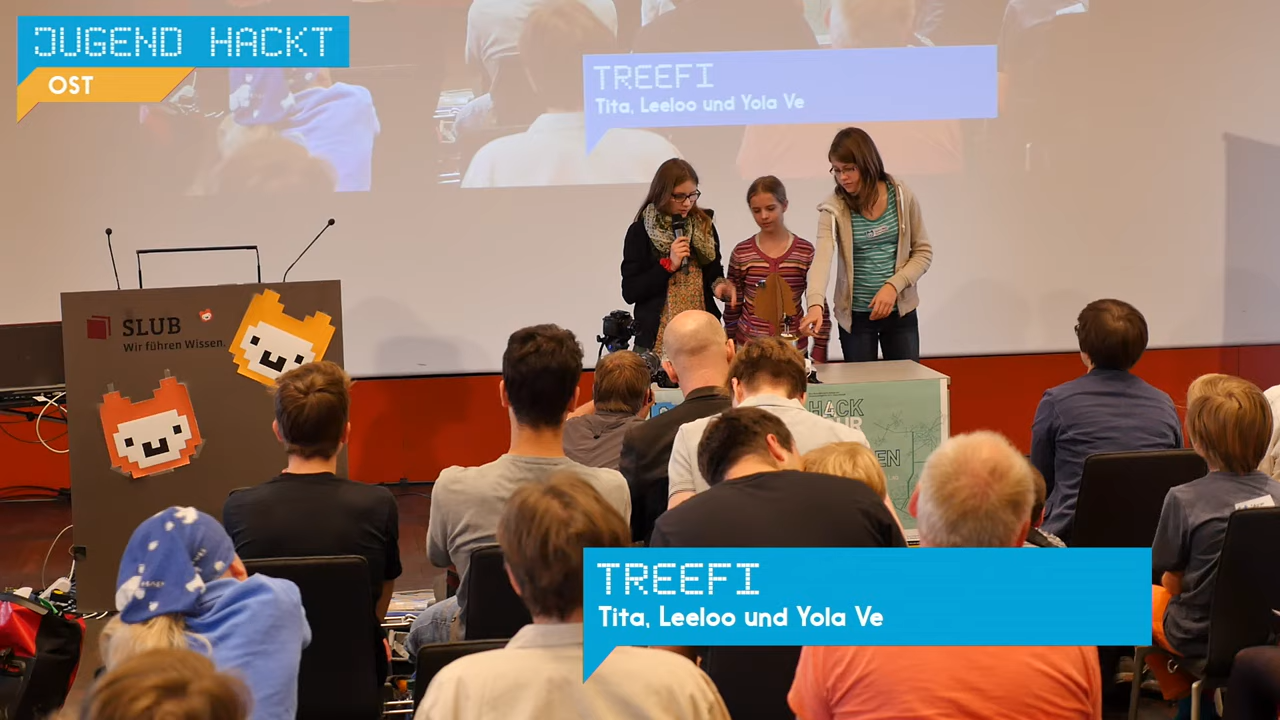 JUGEND HACKT
OST
TREEFI
Tita, Leeloo und Yola Ve
SLUB
Wir führen Wissen.
HACK
EN
TREEFI
Tita, Leeloo und Yola Ve